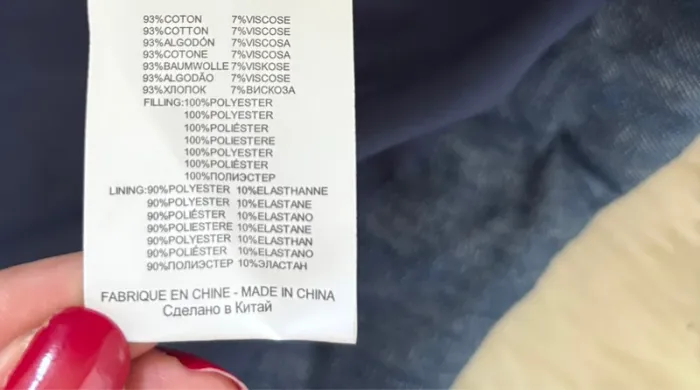 93%COTON 7%VISCOSE
93%COTTON 7%VISCOSE
93%ALGODÓN 7%VISCOSA
93%COTONE 7%VISCOSA
93%BAUMWOLLE 7%VISKOSE
93%ALGODÃO 7%VISCOSE
93%ХЛОПОК 7%ВИСКОЗА
FILLING:100%POLYESTER
100%POLYESTER
100%POLIÉSTER
100%POLIESTERE
100%POLYESTER
100%POLIÉSTER
100%ПОЛИЭСТЕР
LINING:90%POLYESTER 10%ELASTHANNE
90%POLYESTER 10%ELASTANE
90%POLIÉSTER 10%ELASTANO
90%POLIESTERE 10%ELASTANE
90%POLYESTER 10%ELASTHAN
90%POLIÉSTER 10%ELASTANO
90%ПОЛИЭСТЕР 10%ЭЛАСТАН
FABRIQUE EN CHINE - MADE IN CHINA
Сделано в Китай